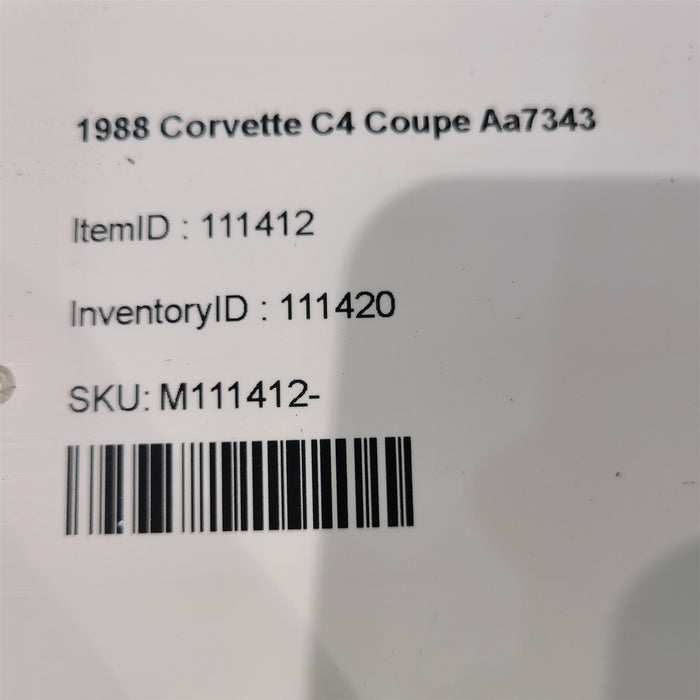 1988 Corvette C4 Coupe Aa7343
ItemID : 111412
InventoryID : 111420
SKU: M111412-